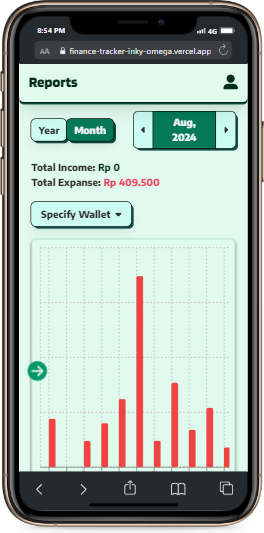 8:54 PM
4G
AA finance-tracker-inky-omega.vercel.app
Reports
Year Month Aug, 2024
Total Income: Rp 0
Total Expanse: Rp 409.500
Specify Wallet